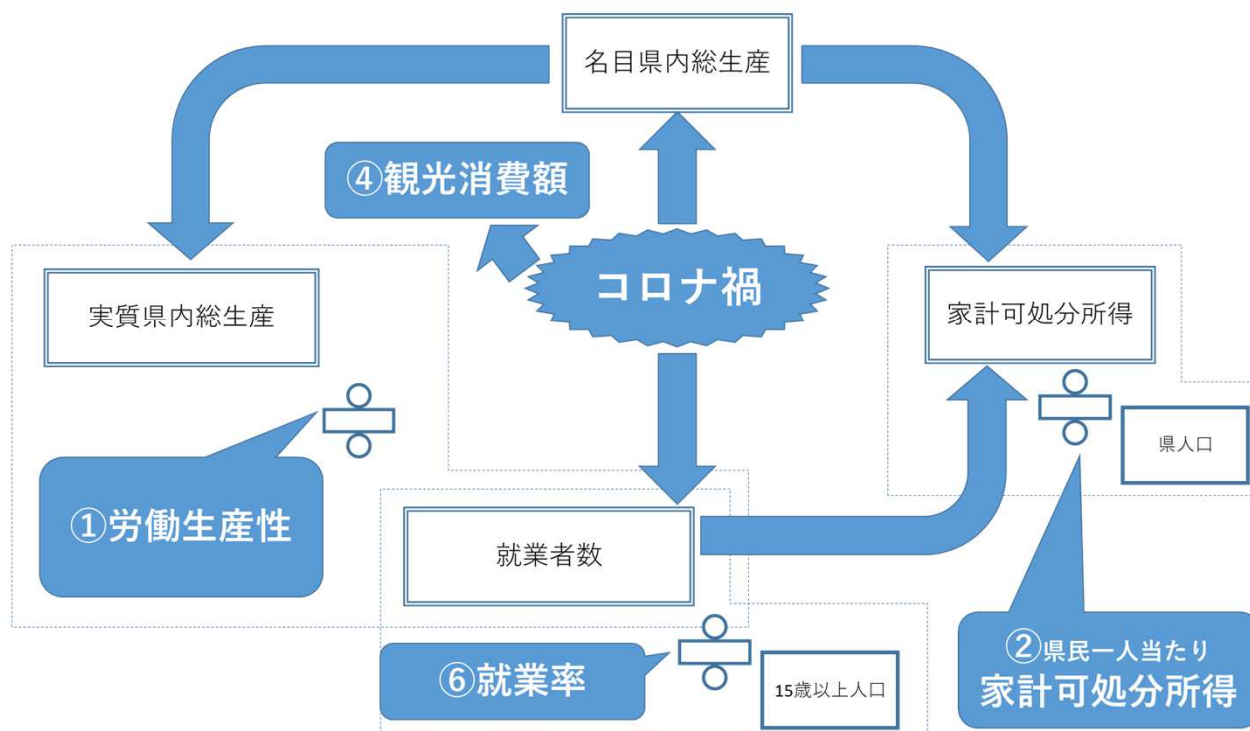 名目県内総生産
④観光消費額
コロナ禍
実質県内総生産
家計可処分所得
県人口
①労働生産性
就業者数
⑥就業率
15歳以上人口
②県民一人当たり
家計可処分所得